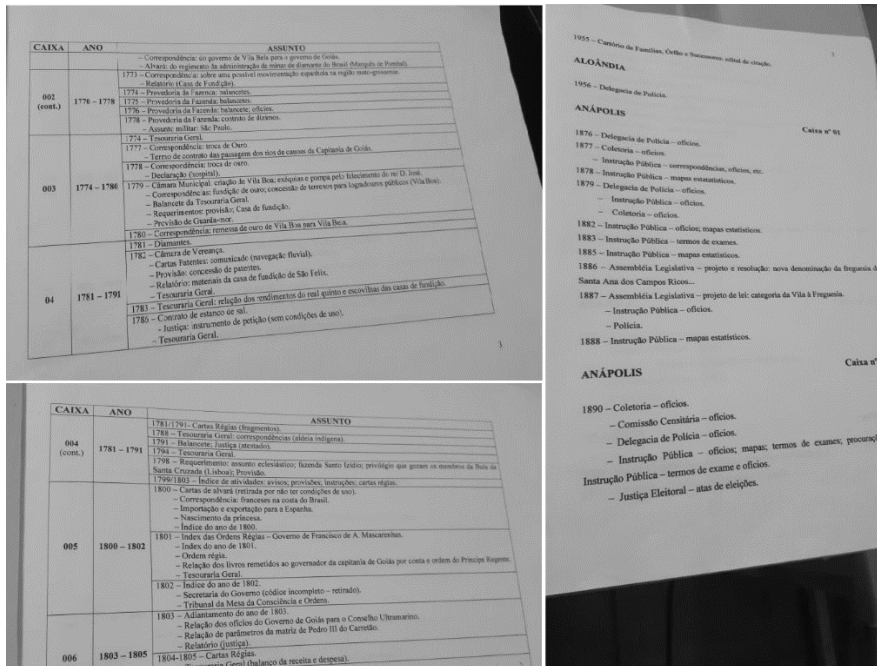 CAIXA ANO ASSUNTO
– Correspondência: do governo de Vila Bela para o governo de Goiás.
– Alvará: do regimento da administração de minas de diamante do Brasil (Marquês de Pombal).
002 (cont.) 1770 – 1778
1773 – Correspondência: sobre uma possível movimentação espanhola na região mato-grossense.
– Relatório (Casa de Fundição).
1774 – Provedoria da Fazenda: balancetes.
1775 – Provedoria da Fazenda: balancetes.
1776 – Provedoria da Fazenda: balancete; ofícios.
1778 – Provedoria da Fazenda: contrato de dízimos.
– Assunto militar: São Paulo.
003 1774 – 1780
1774 – Tesouraria Geral.
1777 – Correspondência: troca de Ouro
– Termo de contrato das passagem dos rios de causas da Capitania de Goiás.
1778 – Correspondência: troca de ouro.
– Declaração (hospital).
1779 – Câmara Municipal: criação de Vila Boa; exéquias e pompa pelo falecimento do rei D. José.
– Correspondências: fundição de ouro; concessão de terrenos para logradouros públicos (Vila Boa).
– Balancete da Tesouraria Geral.
– Requerimentos: provisão; Casa de fundição.
– Provisão de Guarda-mor.
1780 – Correspondência: remessa de ouro de Vila Boa para Vila Bela.
04 1781 – 1791
1781 – Diamantes.
1782 – Câmara de Vereança.
– Cartas Patentes: comunicado (navegação fluvial).
– Provisão: concessão de patentes.
– Relatório: materiais da casa de fundição de São Felix.
– Tesouraria Geral.
1783 – Tesouraria Geral: relação dos rendimentos do real quinto e escovilhas das casas de fundição.
1786 – Contrato de estanco de sal.
- Justiça: instrumento de petição (sem condições de uso).
– Tesouraria Geral.
CAIXA ANO ASSUNTO
004 (cont.) 1781 – 1791
1781/1791- Cartas Régias (fragmentos).
1788 – Tesouraria Geral: correspondências (aldeia indígena).
1791 – Balancete; Justiça (atestado).
1794 – Tesouraria Geral.
1798 – Requerimento: assunto eclesiástico; fazenda Santo Izidio; privilégio que gozam os membros da Bula da
Santa Cruzada (Lisboa); Provisão.
1799/1803 – Índice de atividades: avisos; provisões; instruções; cartas régias.
005 1800 – 1802
1800 – Cartas de alvará (retirada por não ter condições de uso).
– Correspondência: franceses na costa do Brasil.
– Importação e exportação para a Espanha.
– Nascimento da princesa.
– Índice do ano de 1800.
1801 – Index das Ordens Régias – Governo de Francisco de A. Mascarenhas.
– Index do ano de 1801.
– Ordem régia.
– Relação dos livros remetidos ao governador da capitania de Goiás por conta e ordem do Príncipe Regente.
– Tesouraria Geral.
1802 – Índice do ano de 1802.
– Secretaria do Governo (códice incompleto – retirado).
– Tribunal da Mesa da Consciência e Ordens.
006 1803 – 1805
1803 – Adiantamento do ano de 1803.
– Relação dos ofícios do Governo de Goiás para o Conselho Ultramarino.
– Relação de parâmetros da matriz de Pedro III do Carretão.
– Relatório (justiça).
1804-1805 – Cartas Régias.
– Tesouraria Geral (balanço da receita e despesa).
1955 – Cartório de Famílias, Órfão e Sucessores: edital de criação.
ALOÂNDIA
1956 – Delegacia de Polícia.
ANÁPOLIS
Caixa nº 01
1876 – Delegacia de Polícia – ofícios.
1877 – Coletoria – ofícios.
– Instrução Pública – correspondências, ofícios, etc.
1878 – Instrução Pública – mapas estatísticos.
1879 – Delegacia de Polícia – ofícios.
– Instrução Pública – ofícios.
– Coletoria – ofícios.
1882 – Instrução Pública – ofícios; mapas estatísticos.
1883 – Instrução Pública – termos de exames.
1885 – Instrução Pública – mapas estatísticos.
1886 – Assembléia Legislativa – projeto e resolução: nova denominação da freguesia d
Santa Ana dos Campos Ricos...
1887 – Assembléia Legislativa – projeto de lei: categoria da Vila à Freguesia.
– Instrução Pública – ofícios.
– Polícia.
1888 – Instrução Pública – mapas estatísticos.
Caixa nº
ANÁPOLIS
1890 – Coletoria – ofícios.
– Comissão Censitária – ofícios.
– Delegacia de Polícia – ofícios.
– Instrução Pública – ofícios; mapas; termos de exames; procuraç
Instrução Pública – termos de exame e ofícios.
– Justiça Eleitoral – atas de eleições.